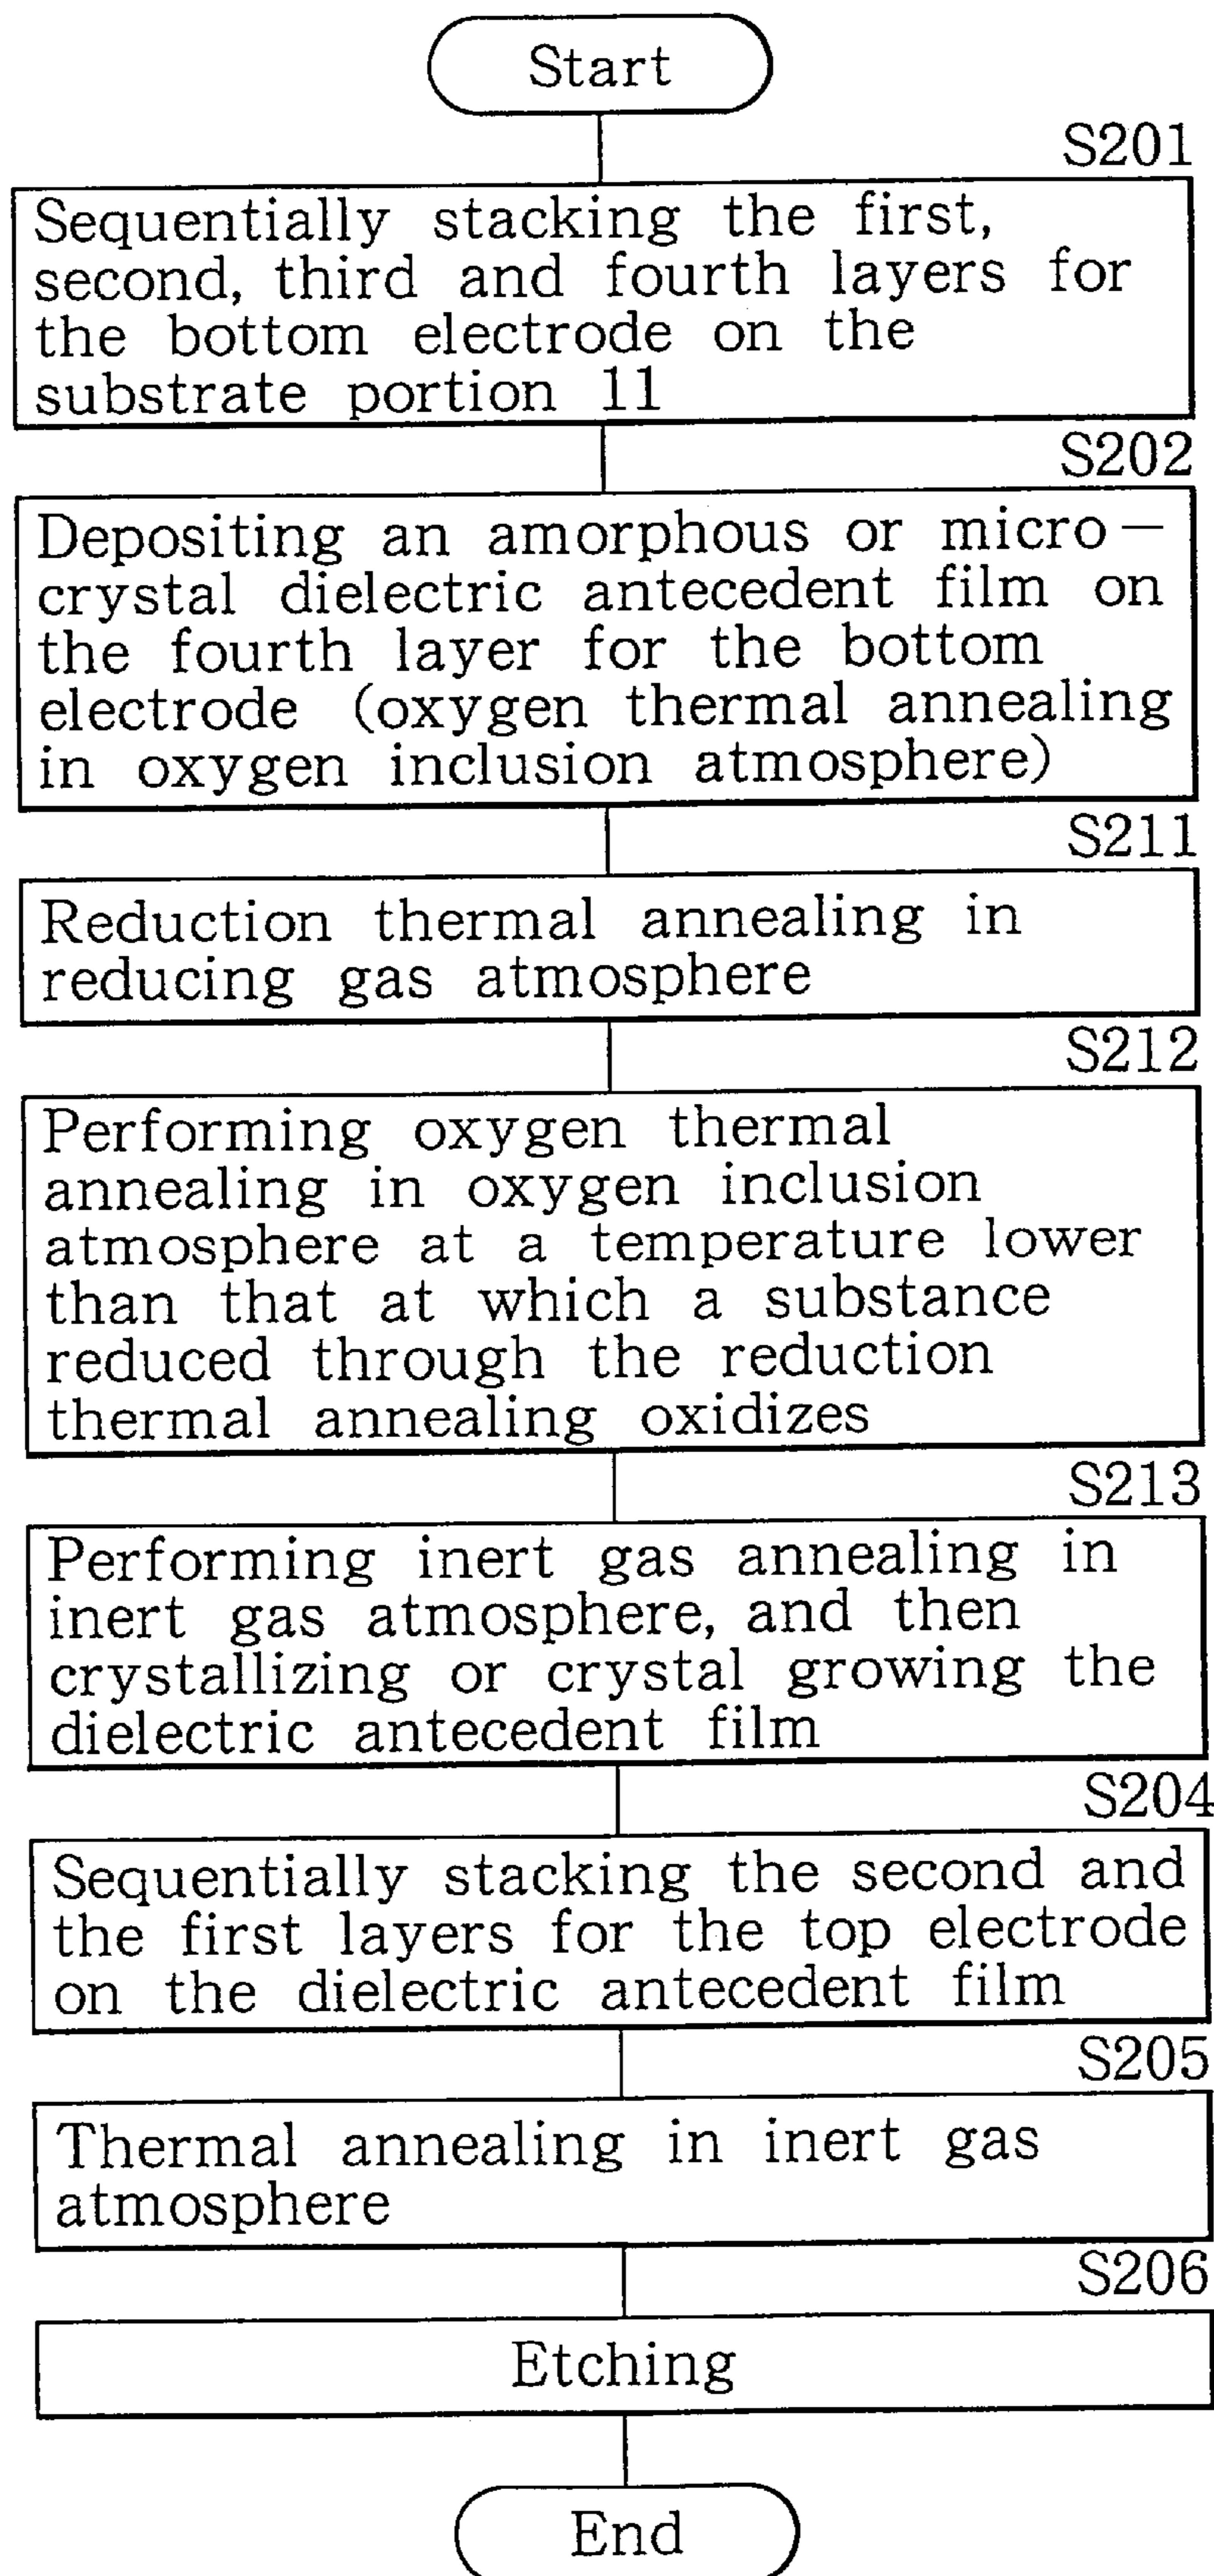 Start
S201
Sequentially stacking the first,
second, third and fourth layers for
the bottom electrode on the
substrate portion 11
S202
Depositing an amorphous or micro-
crystal dielectric antecedent film on
the fourth layer for the bottom
electrode (oxygen thermal annealing
in oxygen inclusion atmosphere)
S211
Reduction thermal annealing in
reducing gas atmosphere
S212
Performing oxygen thermal
annealing in oxygen inclusion
atmosphere at a temperature lower
than that at which a substance
reduced through the reduction
thermal annealing oxidizes
S213
Performing inert gas annealing in
inert gas atmosphere, and then
crystallizing or crystal growing the
dielectric antecedent film
S204
Sequentially stacking the second and
the first layers for the top electrode
on the dielectric antecedent film
S205
Thermal annealing in inert gas
atmosphere
S206
Etching
End